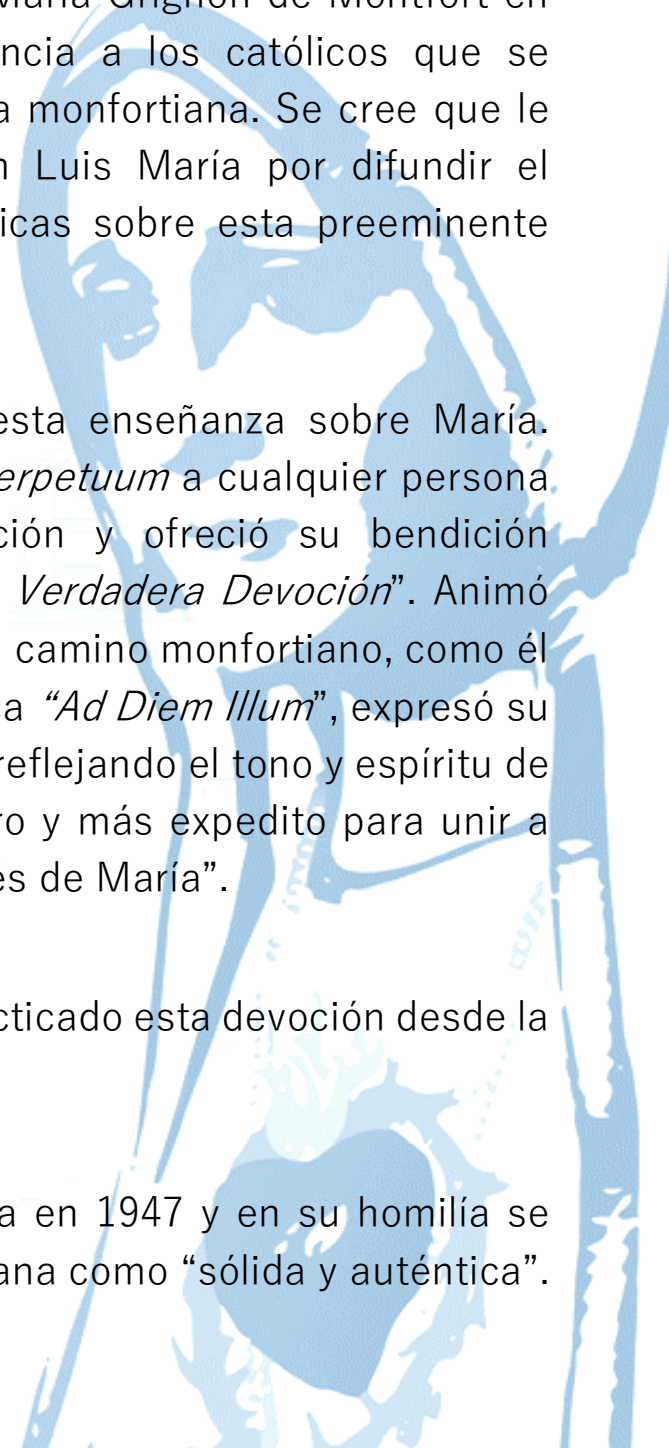 María Grignon de Montfort en
ncia a los católicos que se
a monfortiana. Se cree que le
n Luis María por difundir el
icas sobre esta preeminente
esta enseñanza sobre María.
erpetuum a cualquier persona
ción y ofreció su bendición
Verdadera Devoción”. Animó
camino monfortiano, como él
a “Ad Diem Illum”, expresó su
reflejando el tono y espíritu de
ro y más expedito para unir a
és de María”.
cticado esta devoción desde la
a en 1947 y en su homilía se
ana como “sólida y auténtica”.